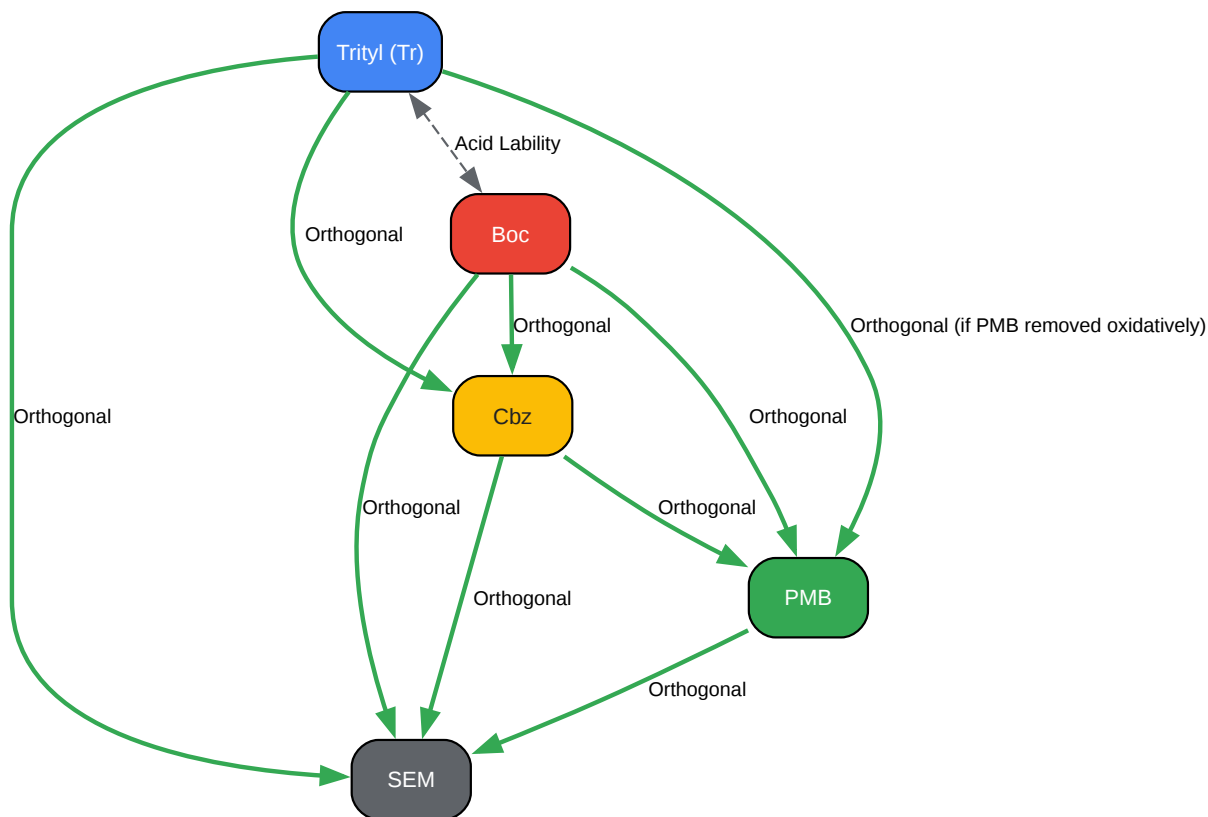 Trityl (Tr)
Acid Lability
Orthogonal
Boc
Orthogonal
Orthogonal (if PMB removed oxidatively)
Orthogonal
Cbz
Orthogonal
Orthogonal
Orthogonal
Orthogonal
PMB
Orthogonal
SEM